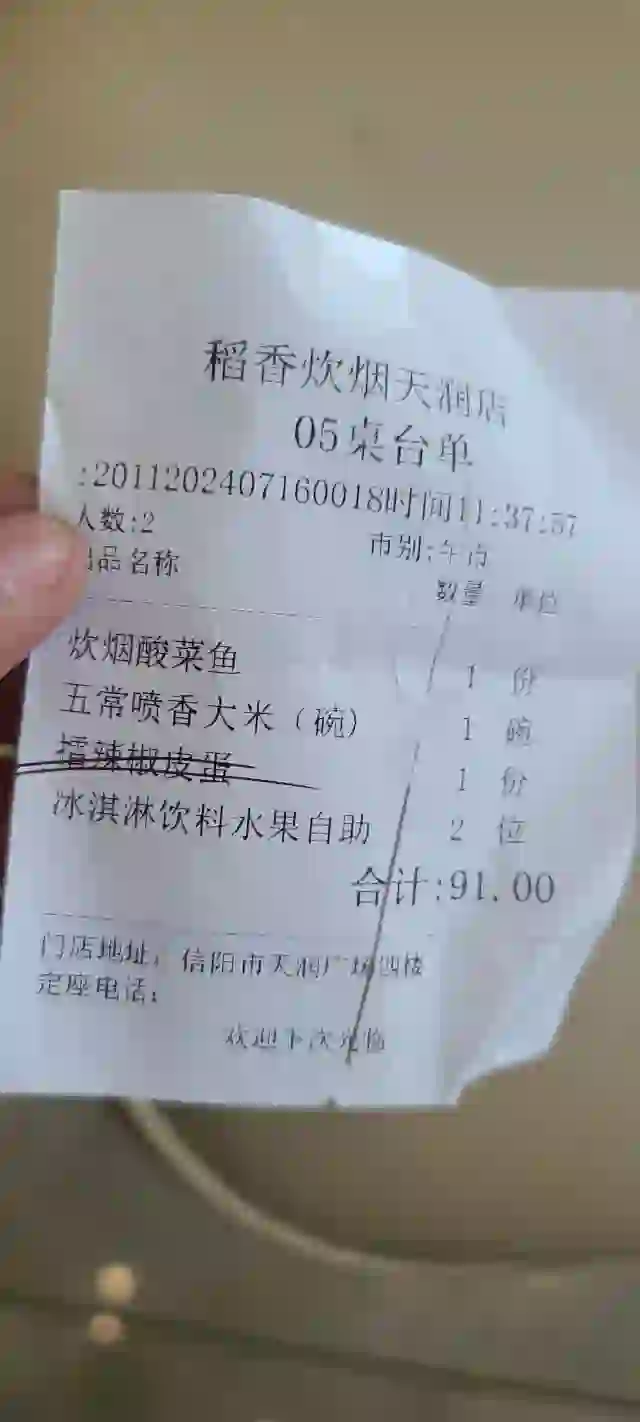 稻香炊烟天润店
05桌台单
:2011202407160018时间11:37:57
人数:2 市别:午市
品名称 数量 单位
炊烟酸菜鱼 1 份
五常喷香大米（碗） 1 碗
擂辣椒皮蛋 1 份
冰淇淋饮料水果自助 2 位
合计:91.00
门店地址：信阳市天润广场四楼
定座电话：
欢迎下次光临